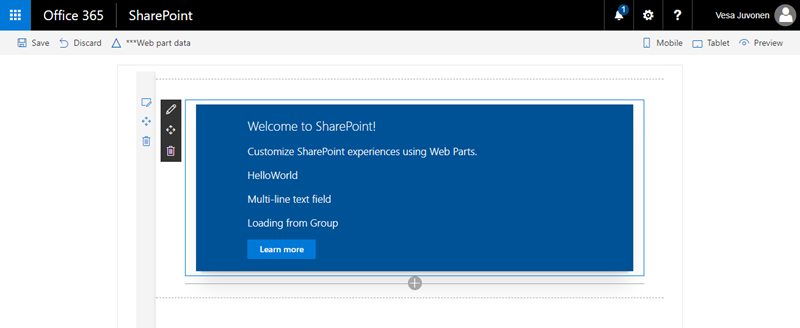 Office 365 SharePoint 1 ? Vesa Juvonen
Save Discard ***Web part data Mobile Tablet Preview
Welcome to SharePoint!
Customize SharePoint experiences using Web Parts.
HelloWorld
Multi-line text field
Loading from Group
Learn more